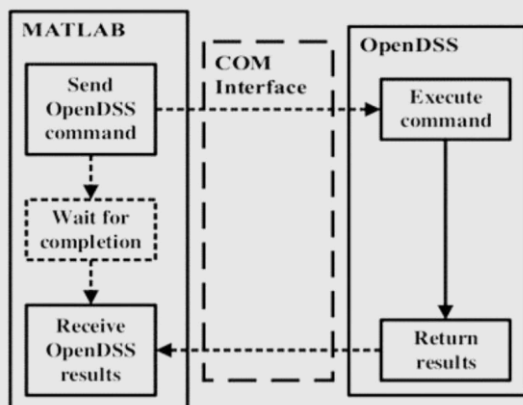 MATLAB
Send
OpenDSS
command
Wait for
completion
Receive
OpenDSS
results
COM
Interface
OpenDSS
Execute
command
Return
results